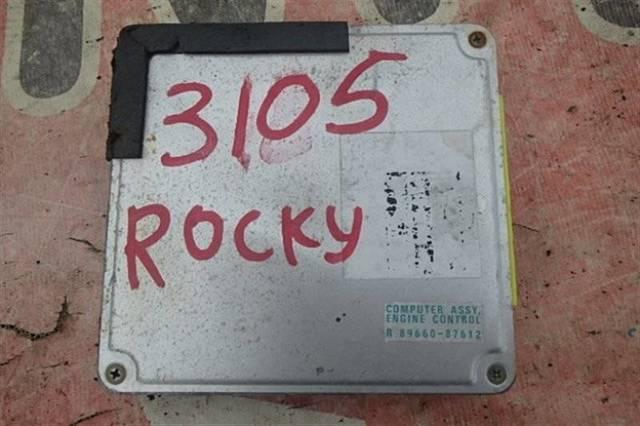 3105
ROCKY
COMPUTER ASSY,
ENGINE CONTROL
R 89660-87612